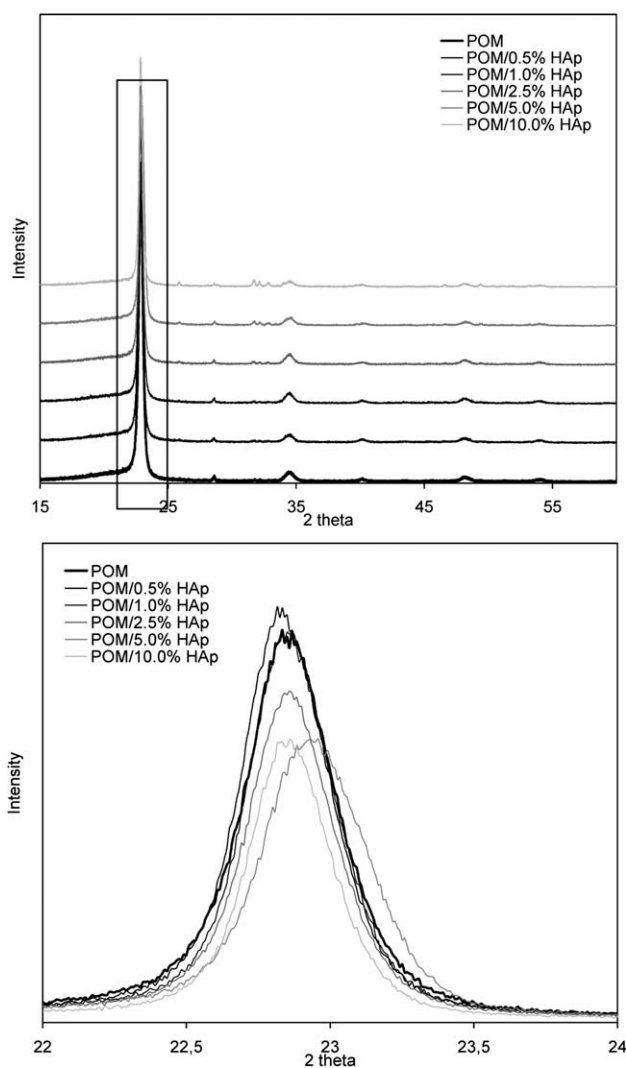 POM
POM/0.5% HAp
POM/1.0% HAp
POM/2.5% HAp
POM/5.0% HAp
POM/10.0% HAp
Intensity
15 25 35 45 55
2 theta
POM
POM/0.5% HAp
POM/1.0% HAp
POM/2.5% HAp
POM/5.0% HAp
POM/10.0% HAp
Intensity
22 22,5 23 23,5 24
2 theta